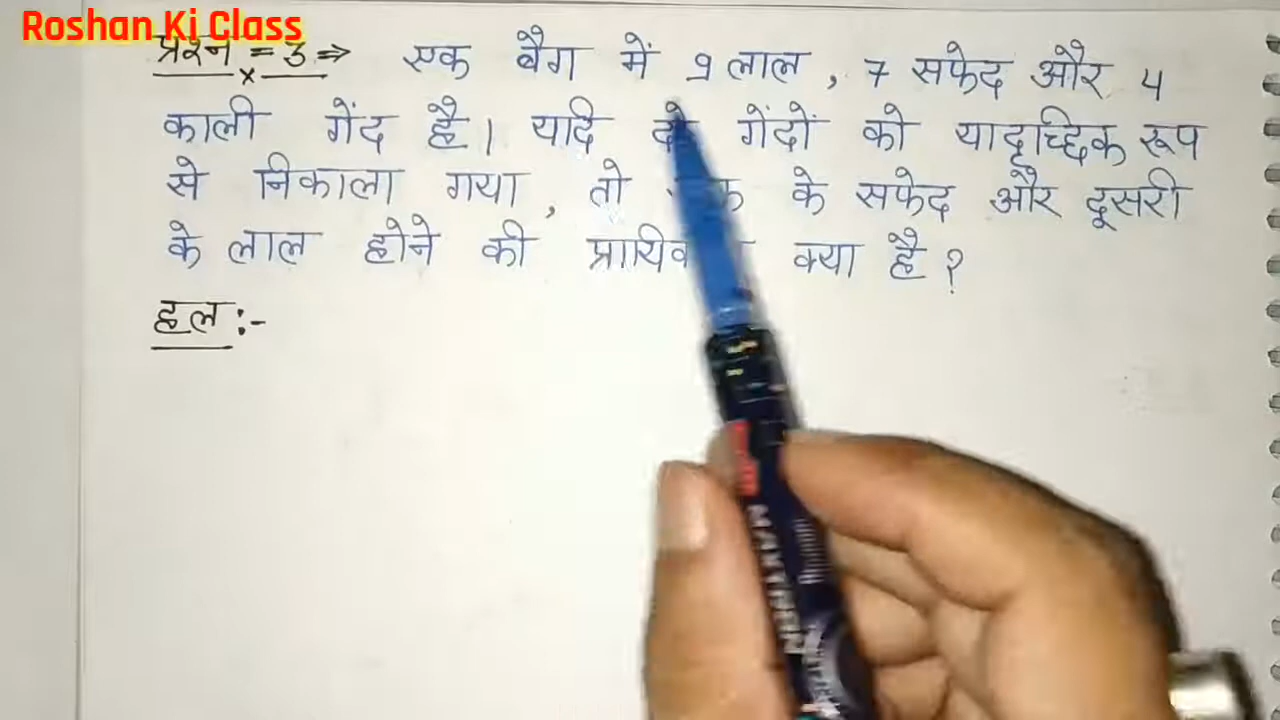 Roshan Ki Class
प्रश्न = 3 ⇒ एक बैग में 9 लाल, 7 सफेद और 4
काली गेंद है। यदि दो गेंदों को यादृच्छिक रूप
से निकाला गया, तो के सफेद और दूसरी
के लाल होने की क्या है?
हल :-